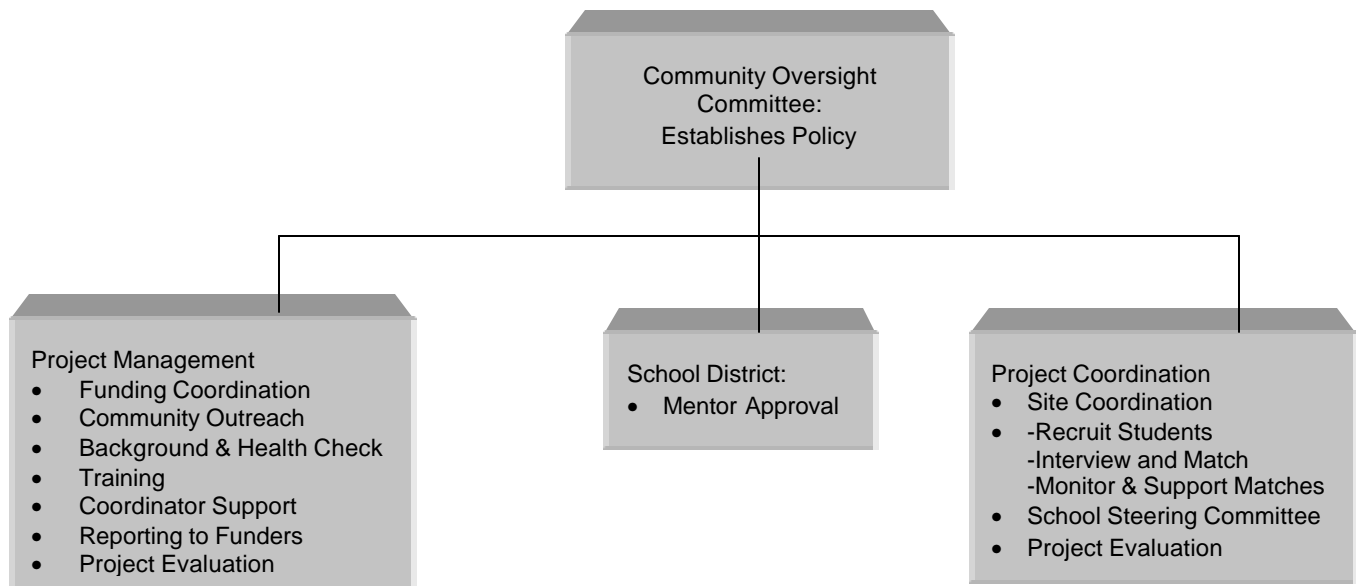 Community Oversight
Committee:
Establishes Policy
Project Management
• Funding Coordination
• Community Outreach
• Background & Health Check
• Training
• Coordinator Support
• Reporting to Funders
• Project Evaluation
School District:
• Mentor Approval
Project Coordination
• Site Coordination
• -Recruit Students
-Interview and Match
-Monitor & Support Matches
• School Steering Committee
• Project Evaluation